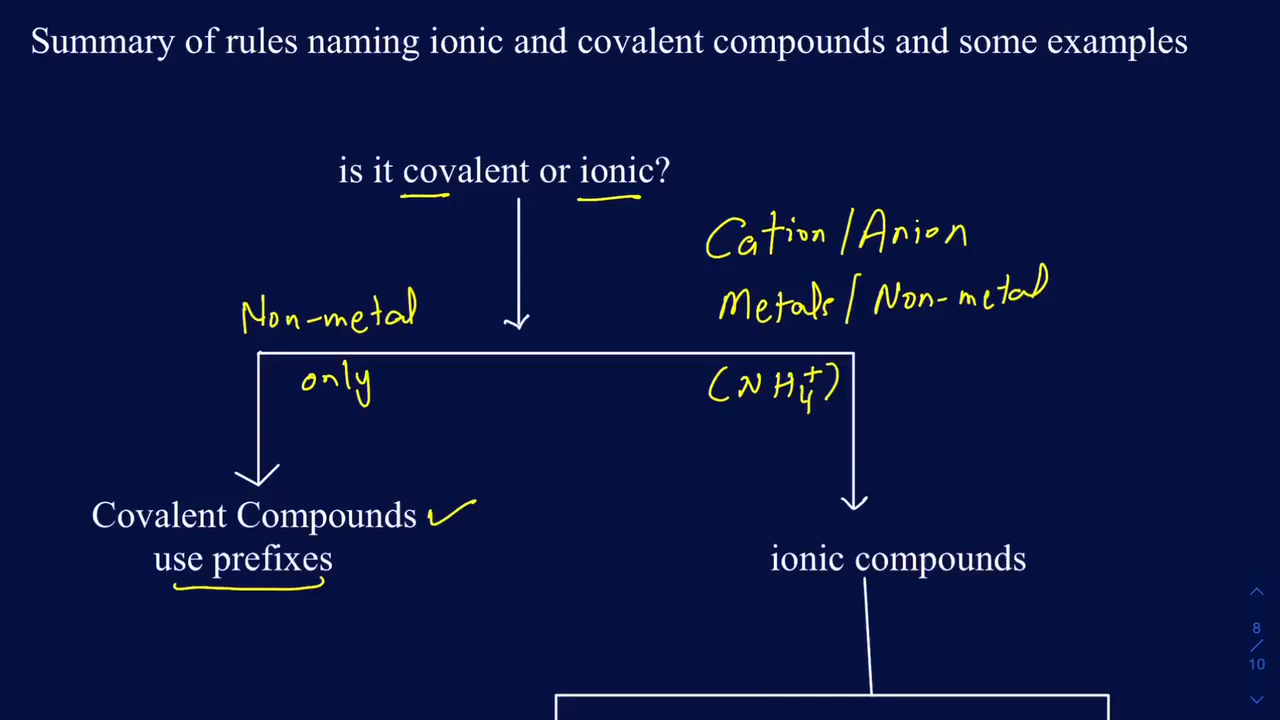 Summary of rules naming ionic and covalent compounds and some examples
is it covalent or ionic?
Cation/Anion
Metals/Non-metal
Non-metal
only
(NH₄⁺)
Covalent Compounds
use prefixes
ionic compounds
8
/
10